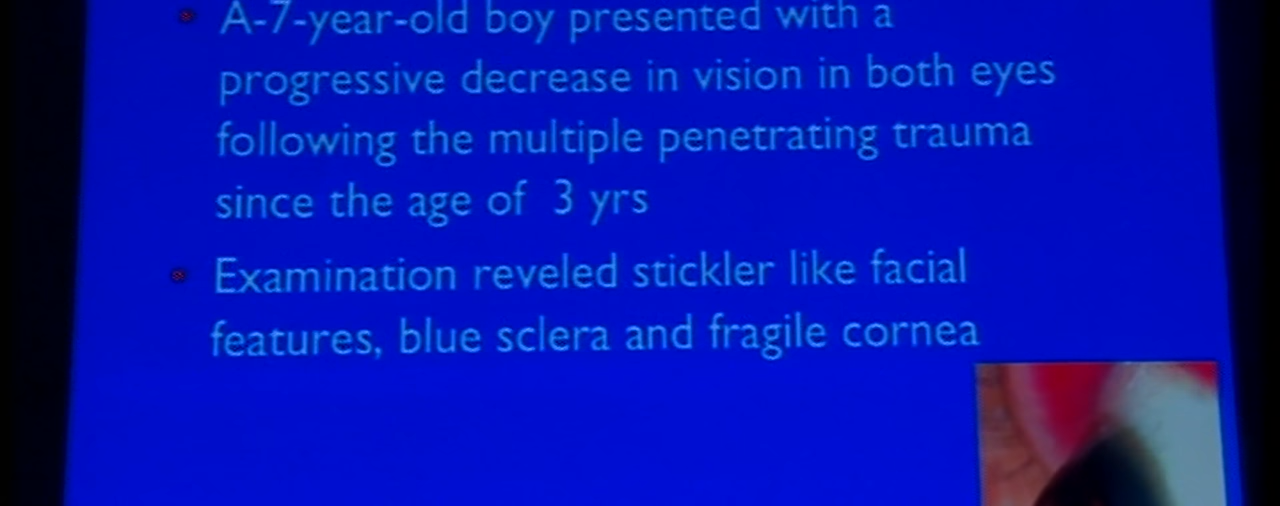 • A-7-year-old boy presented with a
progressive decrease in vision in both eyes
following the multiple penetrating trauma
since the age of 3 yrs
• Examination reveled stickler like facial
features, blue sclera and fragile cornea